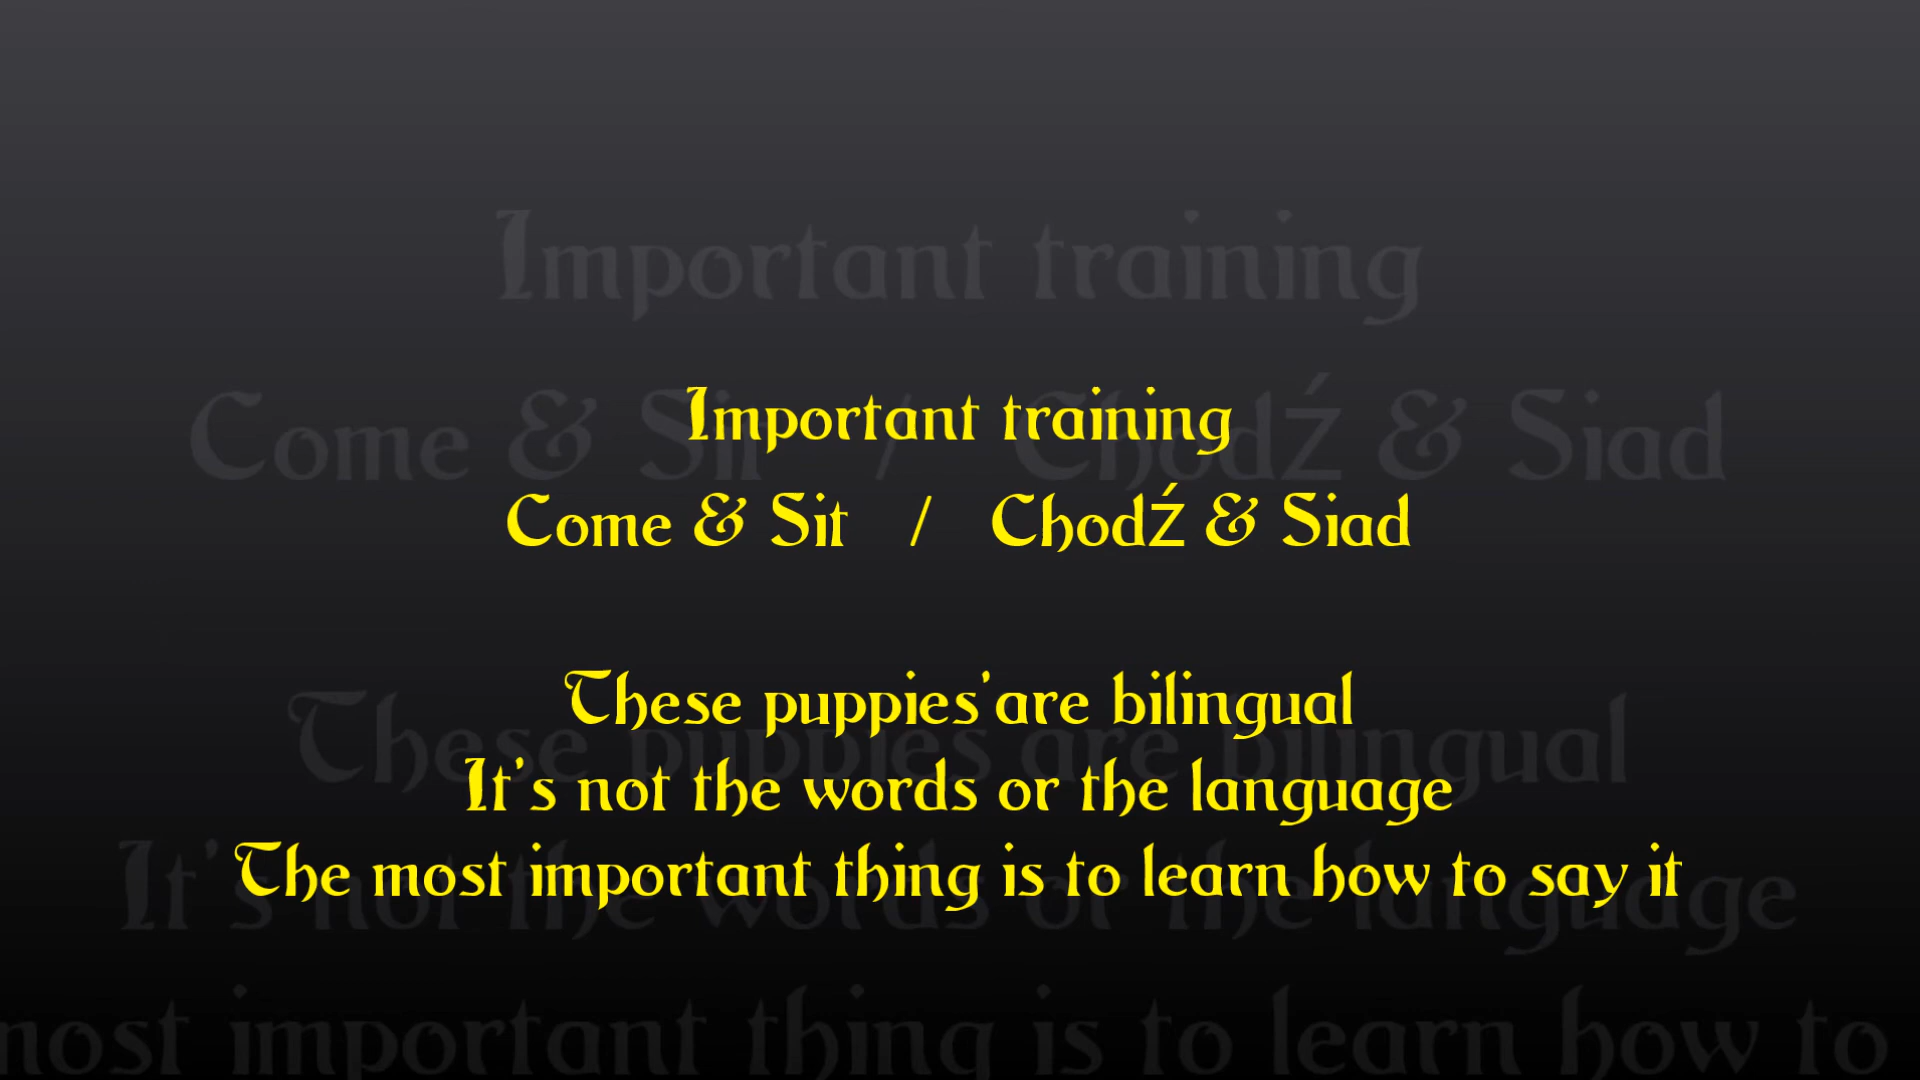 Important training
Come & Sit / Chodź & Siad
These puppies'are bilingual
It's not the words or the language
The most important thing is to learn how to say it